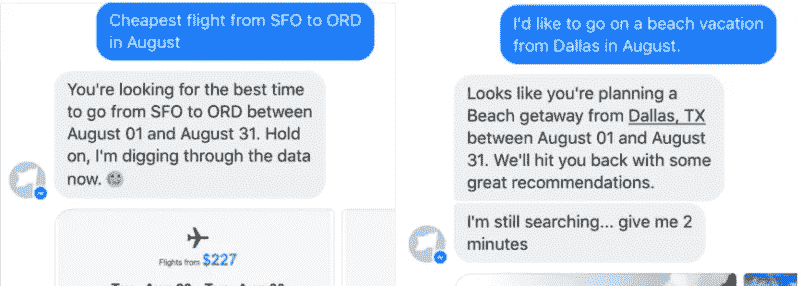 Cheapest flight from SFO to ORD
in August
You're looking for the best time
to go from SFO to ORD between
August 01 and August 31. Hold
on, I'm digging through the data
now.
Flights from $227
I'd like to go on a beach vacation
from Dallas in August.
Looks like you're planning a
Beach getaway from Dallas, TX
between August 01 and August
31. We'll hit you back with some
great recommendations.
I'm still searching... give me 2
minutes